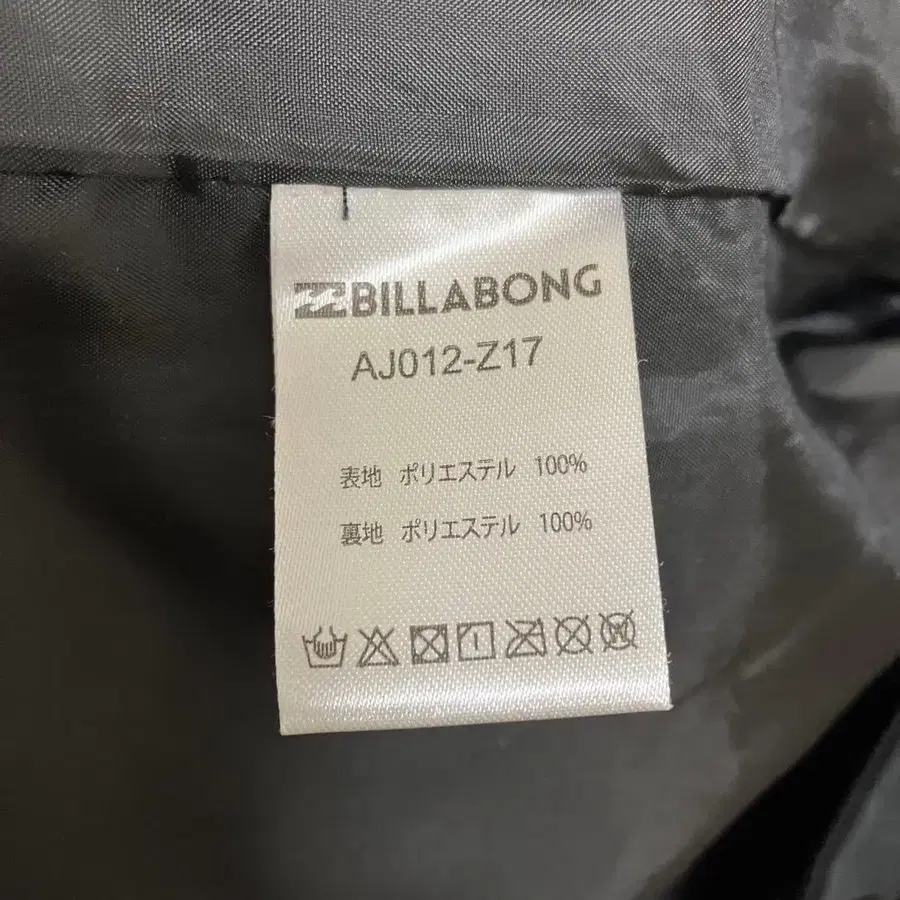 BILLABONG
AJ012-Z17
表地 ポリエステル 100%
裏地 ポリエステル 100%